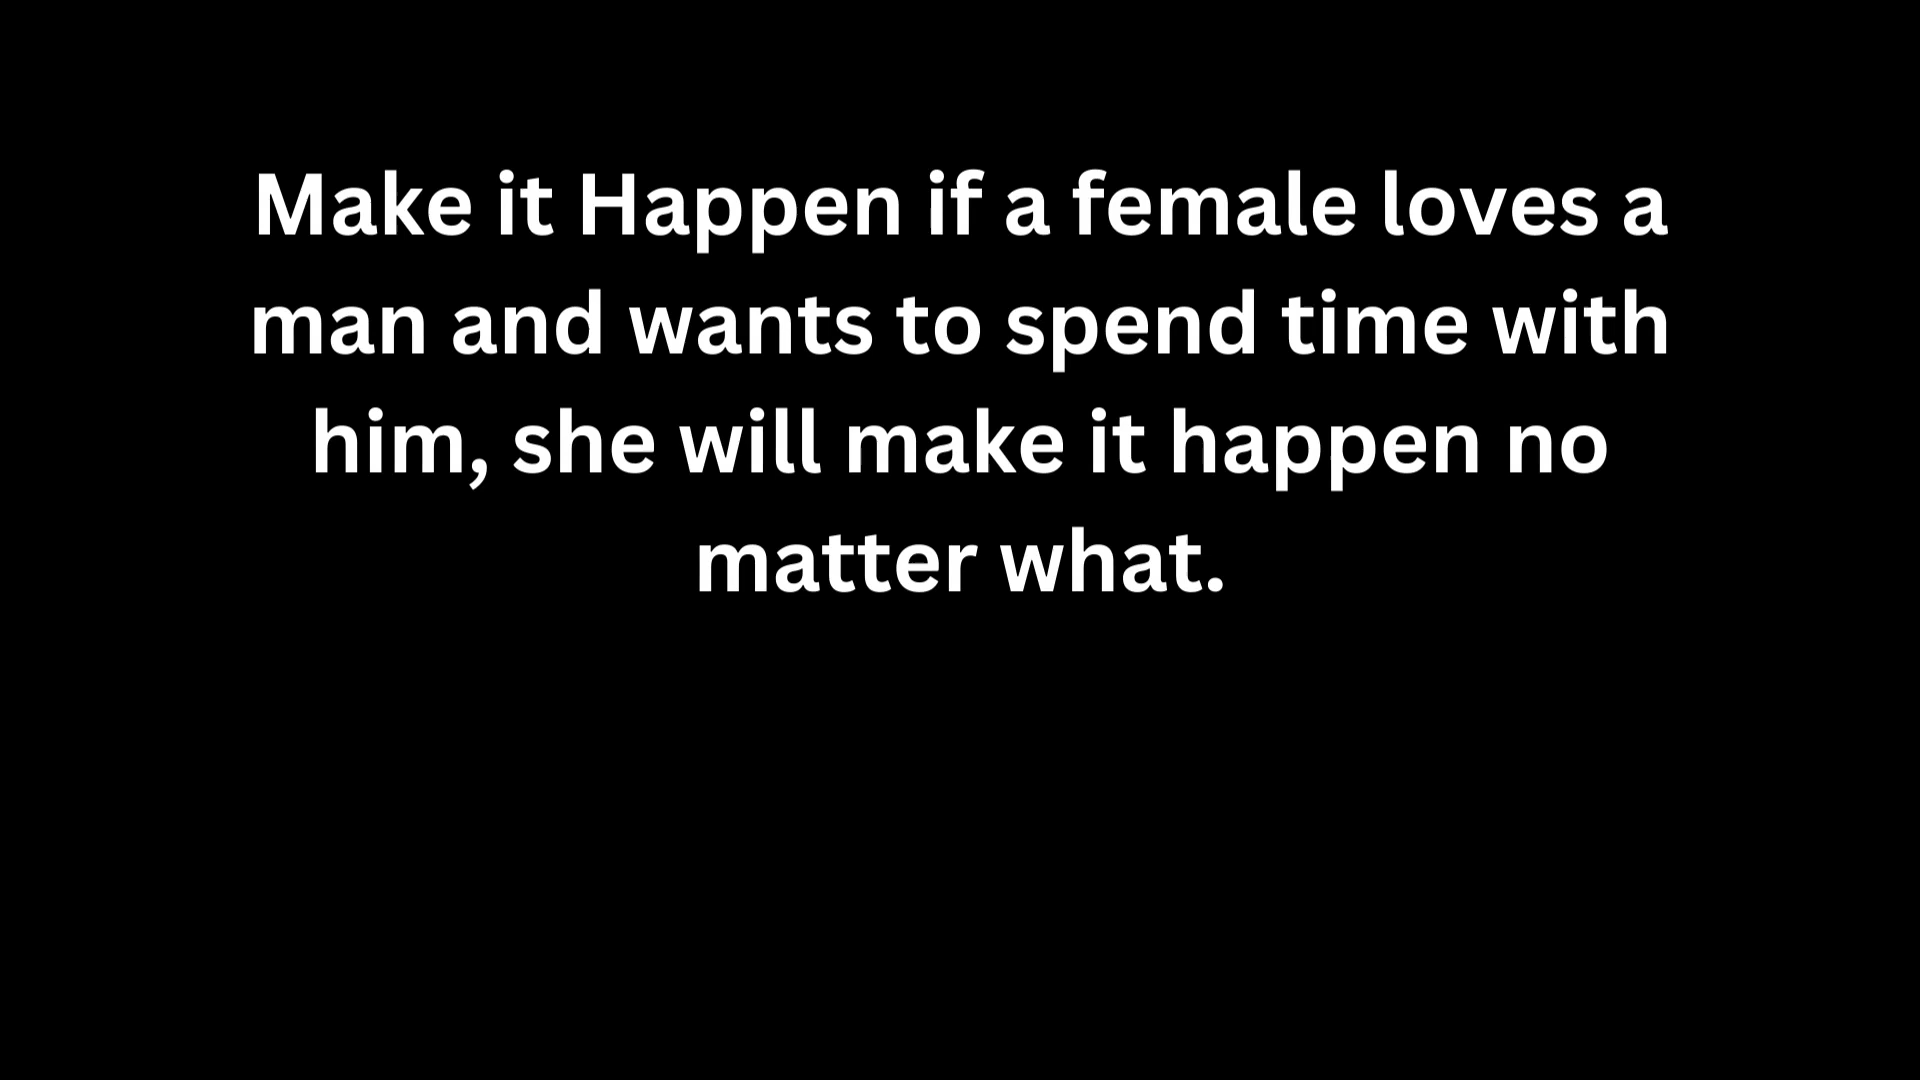 Make it Happen if a female loves a
man and wants to spend time with
him, she will make it happen no
matter what.